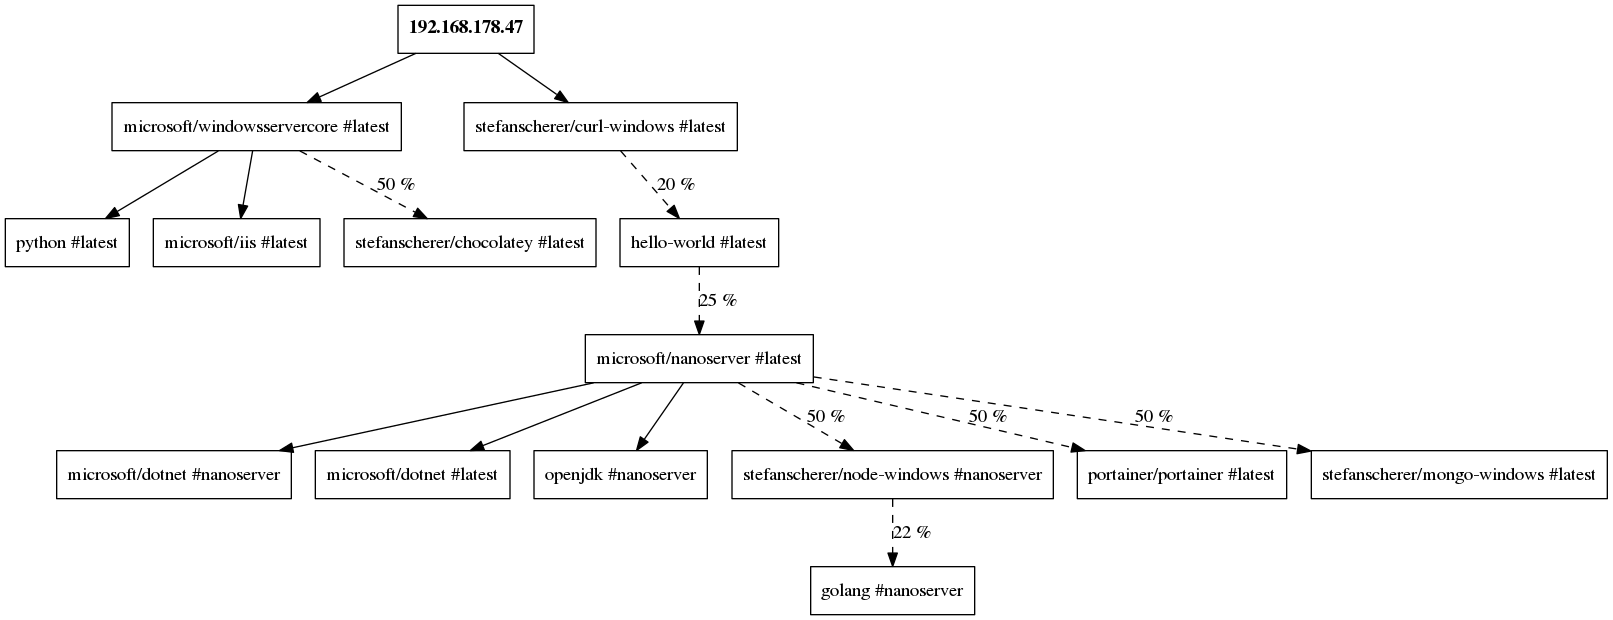 192.168.178.47
microsoft/windowsservercore #latest
stefanscherer/curl-windows #latest
50 %
20 %
python #latest
microsoft/iis #latest
stefanscherer/chocolatey #latest
hello-world #latest
25 %
microsoft/nanoserver #latest
50 %
50 %
50 %
microsoft/dotnet #nanoserver
microsoft/dotnet #latest
openjdk #nanoserver
stefanscherer/node-windows #nanoserver
portainer/portainer #latest
stefanscherer/mongo-windows #latest
22 %
golang #nanoserver